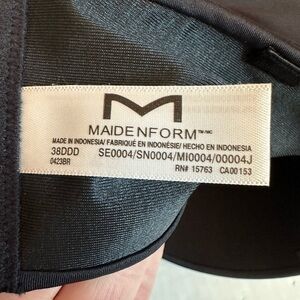 M
MAIDENFORM™/MC
MADE IN INDONESIA/ FABRIQUÉ EN INDONÉSIE/ HECHO EN INDONESIA
38DDD SE0004/SN0004/MI0004/00004J
0423BR RN# 15763 CA00153